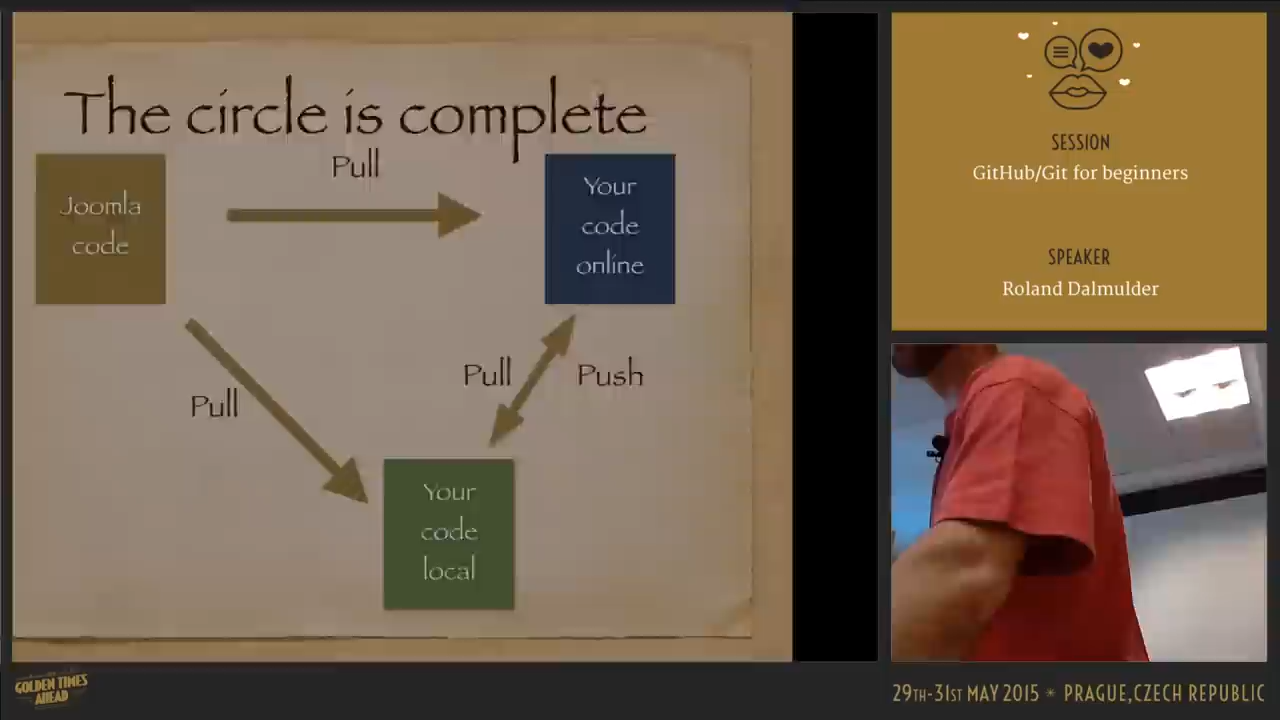 The circle is complete
Pull
Joomla
code
Your
code
online
Pull
Pull
Push
Your
code
local
SESSION
GitHub/Git for beginners
SPEAKER
Roland Dalmulder
GOLDEN TIMES
AHEAD
29TH-31ST MAY 2015 * PRAGUE,CZECH REPUBLIC